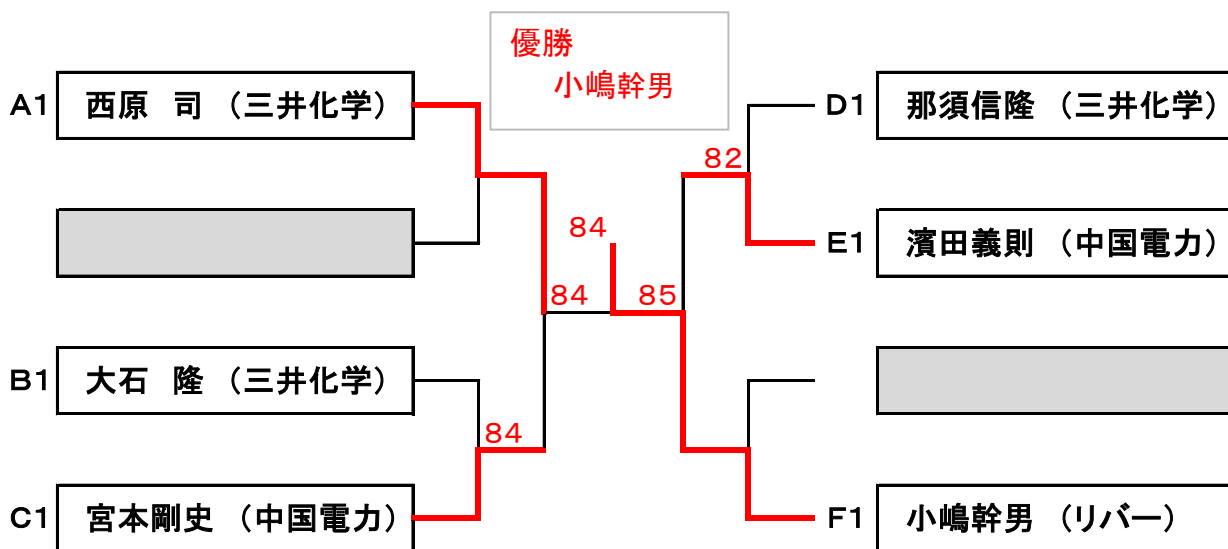 優勝
小嶋幹男
A1 西原 司 (三井化学)
D1 那須信隆 (三井化学)
82
84
E1 濱田義則 (中国電力)
84
85
B1 大石 隆 (三井化学)
84
C1 宮本剛史 (中国電力)
F1 小嶋幹男 (リバー)